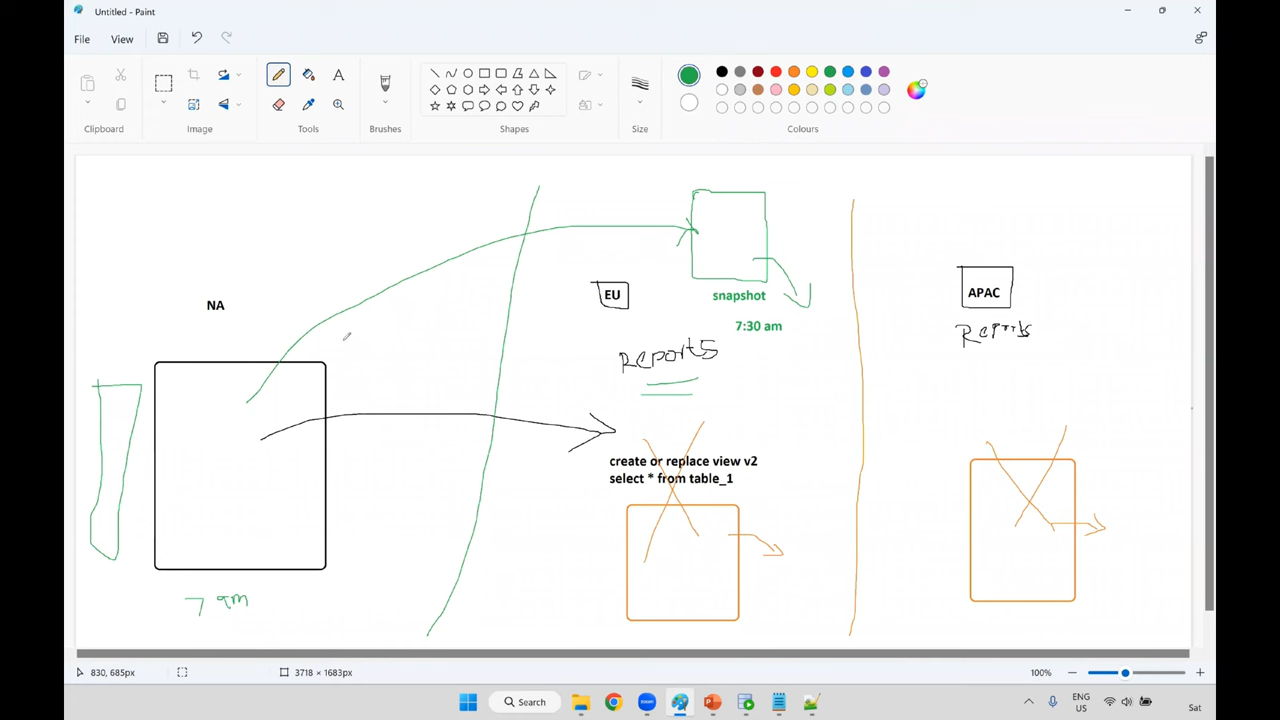 Untitled - Paint
File
View
Clipboard
Image
Tools
Brushes
Shapes
Size
Colours
snapshot
7:30 am
NA
EU
APAC
Reports
Reports
create or replace view v2
select * from table_1
7 am
830, 685px
3718 × 1683px
100%
Search
ENG
US
Sat